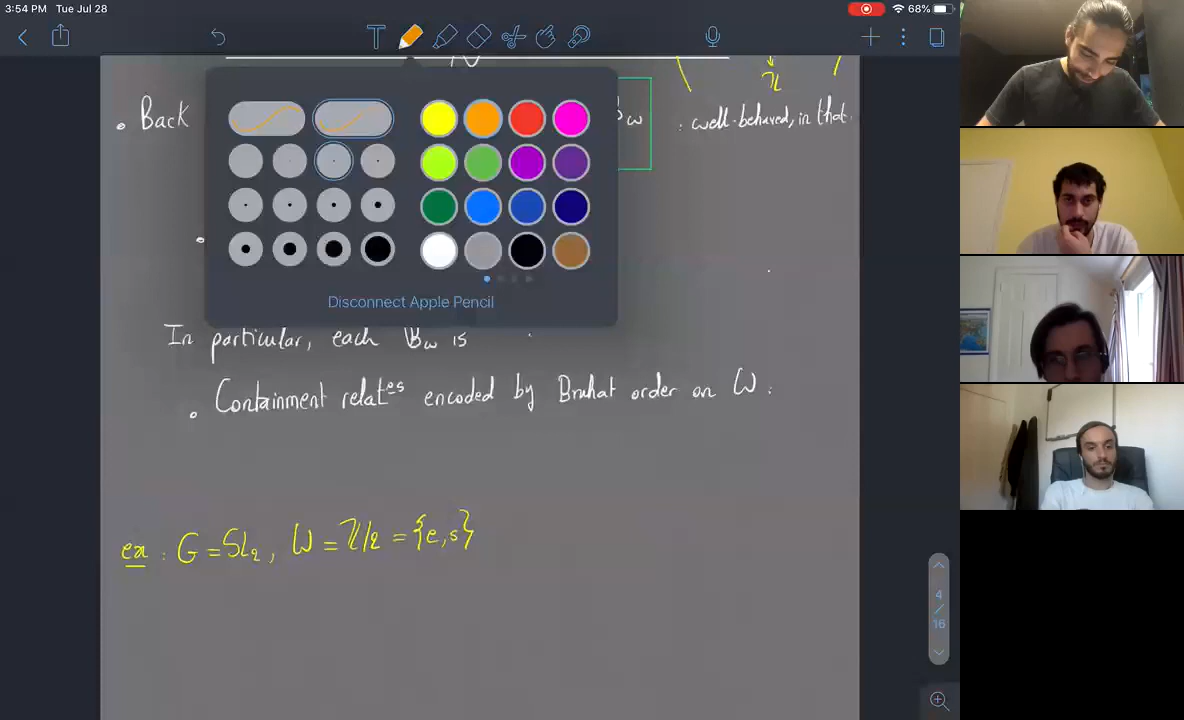 3:54 PM Tue Jul 28
68%
• Back
w : well-behaved, in that
In particular, each Bw is
• Containment relatᵉˢ encoded by Bruhat order on W :
Disconnect Apple Pencil
ex : G = SL₂, W = ℤ/2 = {e, s}
4
/
16